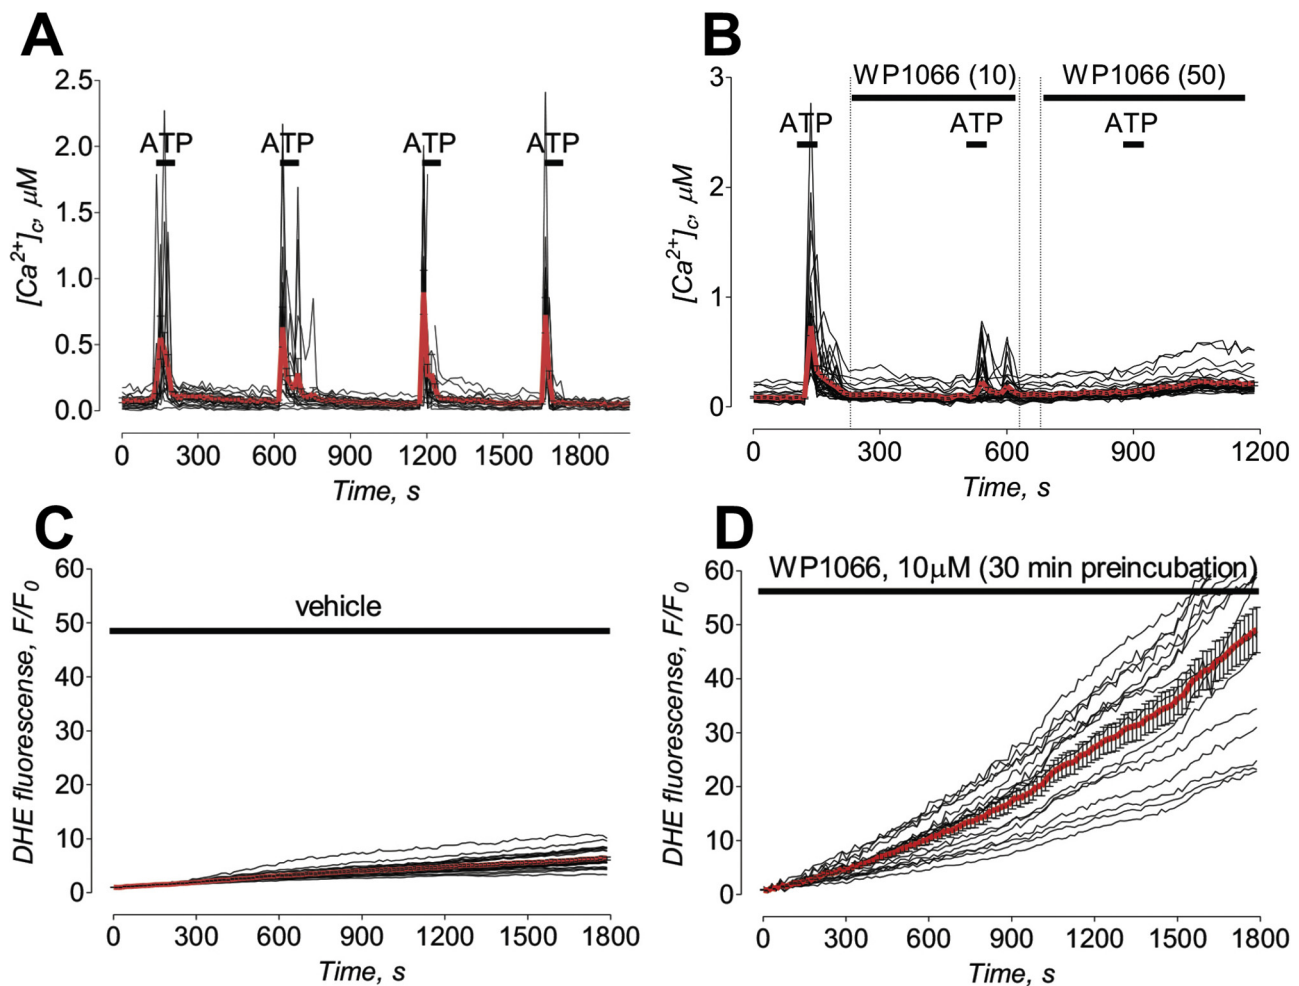 A
[Ca²⁺]c, μM
2.5
2.0
1.5
1.0
0.5
0.0
ATP ATP ATP ATP
0 300 600 900 1200 1500 1800
Time, s
B
[Ca²⁺]c, μM
3
2
1
0
WP1066 (10) WP1066 (50)
ATP ATP ATP
0 300 600 900 1200
Time, s
C
DHE fluorescense, F/F₀
60
50
40
30
20
10
0
vehicle
0 300 600 900 1200 1500 1800
Time, s
D
DHE fluorescense, F/F₀
60
50
40
30
20
10
0
WP1066, 10μM (30 min preincubation)
0 300 600 900 1200 1500 1800
Time, s